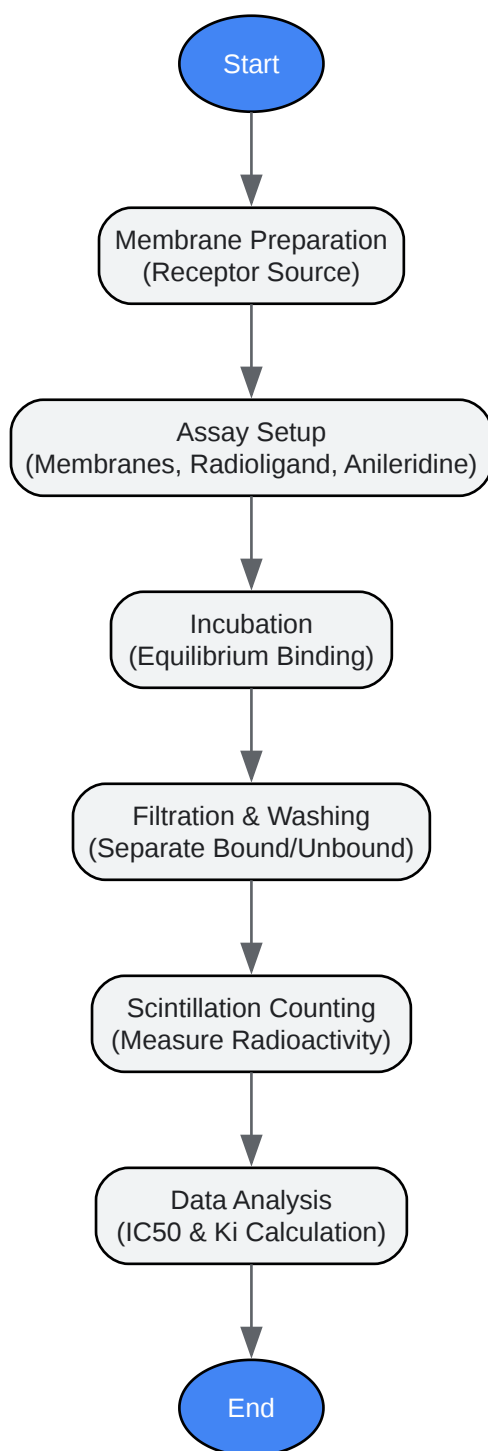 Start
Membrane Preparation
(Receptor Source)
Assay Setup
(Membranes, Radioligand, Anileridine)
Incubation
(Equilibrium Binding)
Filtration & Washing
(Separate Bound/Unbound)
Scintillation Counting
(Measure Radioactivity)
Data Analysis
(IC50 & Ki Calculation)
End